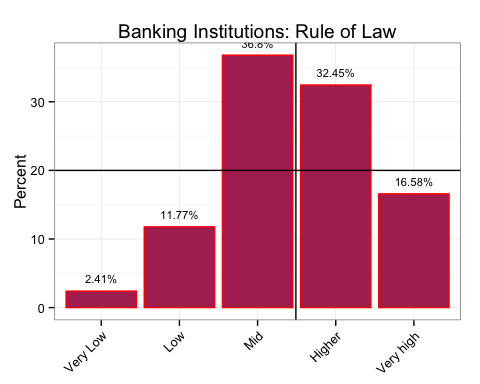 Banking Institutions: Rule of Law
Percent
30
20
10
0
2.41%
11.77%
36.8%
32.45%
16.58%
Very Low
Low
Mid
Higher
Very high